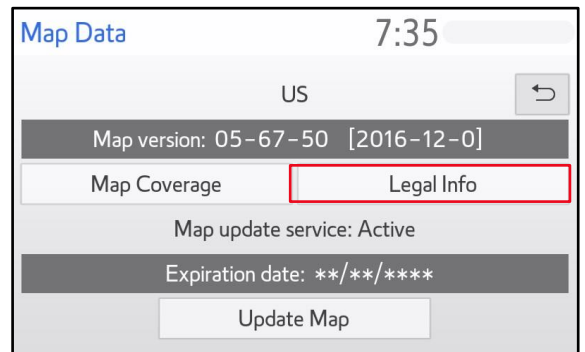 Map Data 7:35
US
Map version: 05-67-50 [2016-12-0]
Map Coverage Legal Info
Map update service: Active
Expiration date: **/**/****
Update Map